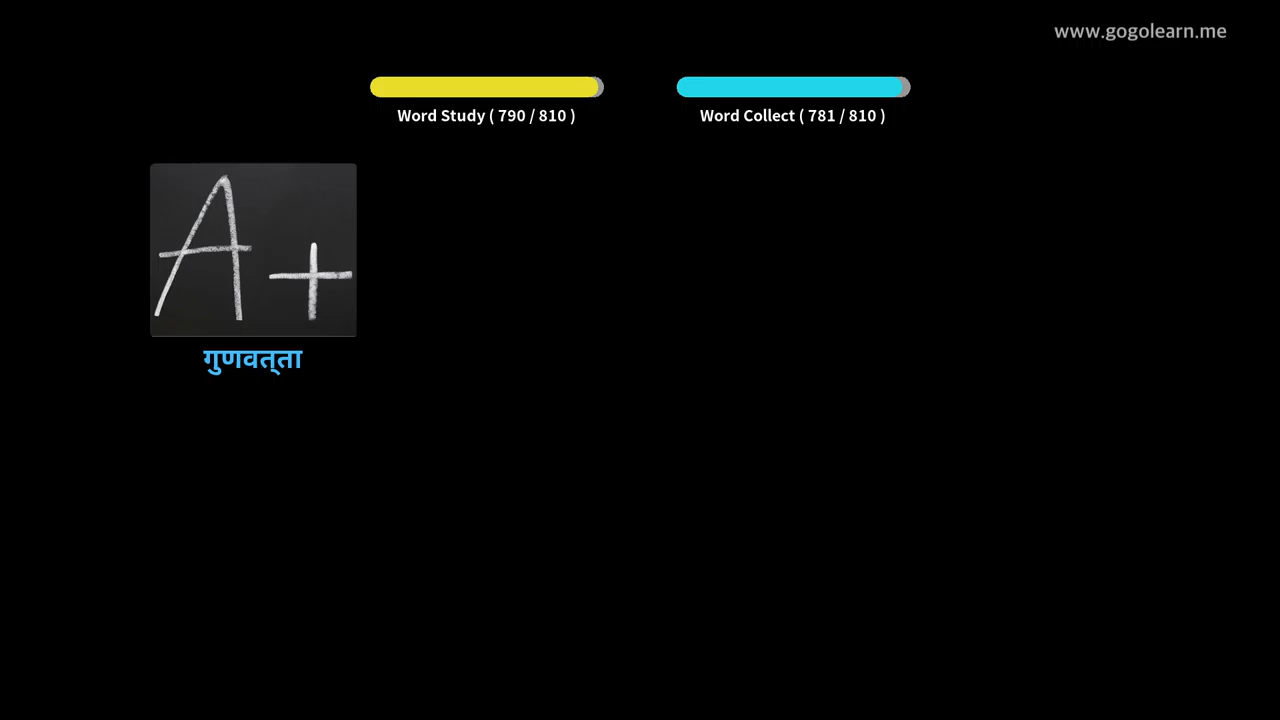 www.gogolearn.me
Word Study ( 790 / 810 )
Word Collect ( 781 / 810 )
A+
गुणवत्ता